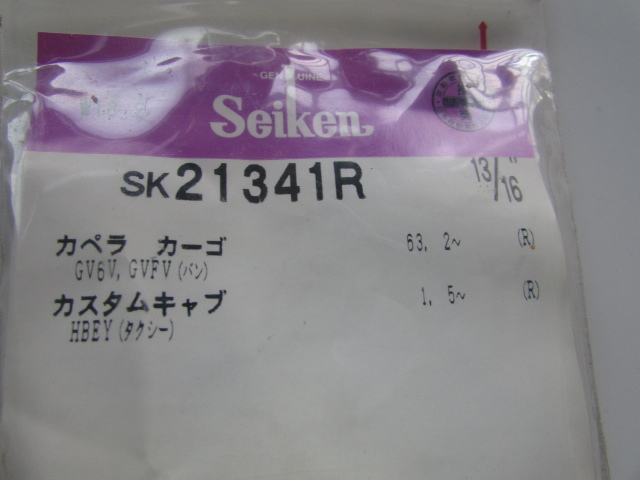 GENUINE
Seiken
SK21341R 13/16"
カペラ カーゴ 63, 2~ (R)
GV6V, GVFV(バン)
カスタムキャブ 1, 5~ (R)
HBEY(タクシー)